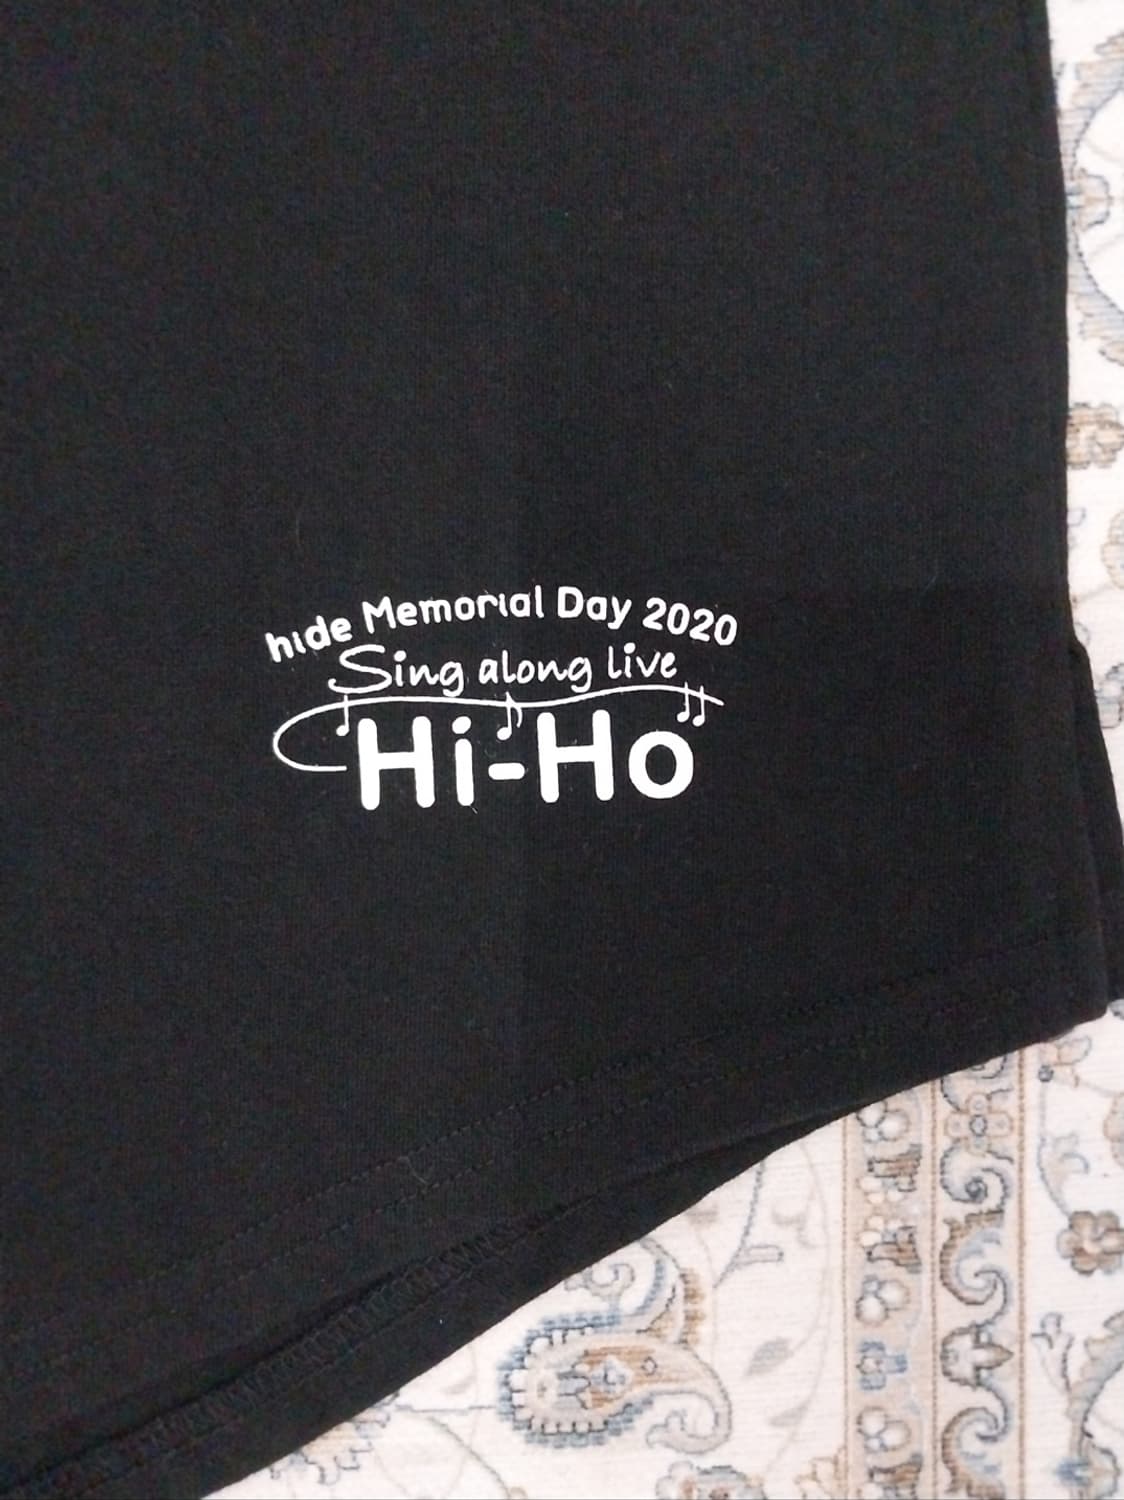 hide Memorial Day 2020
Sing along live
Hi-Ho